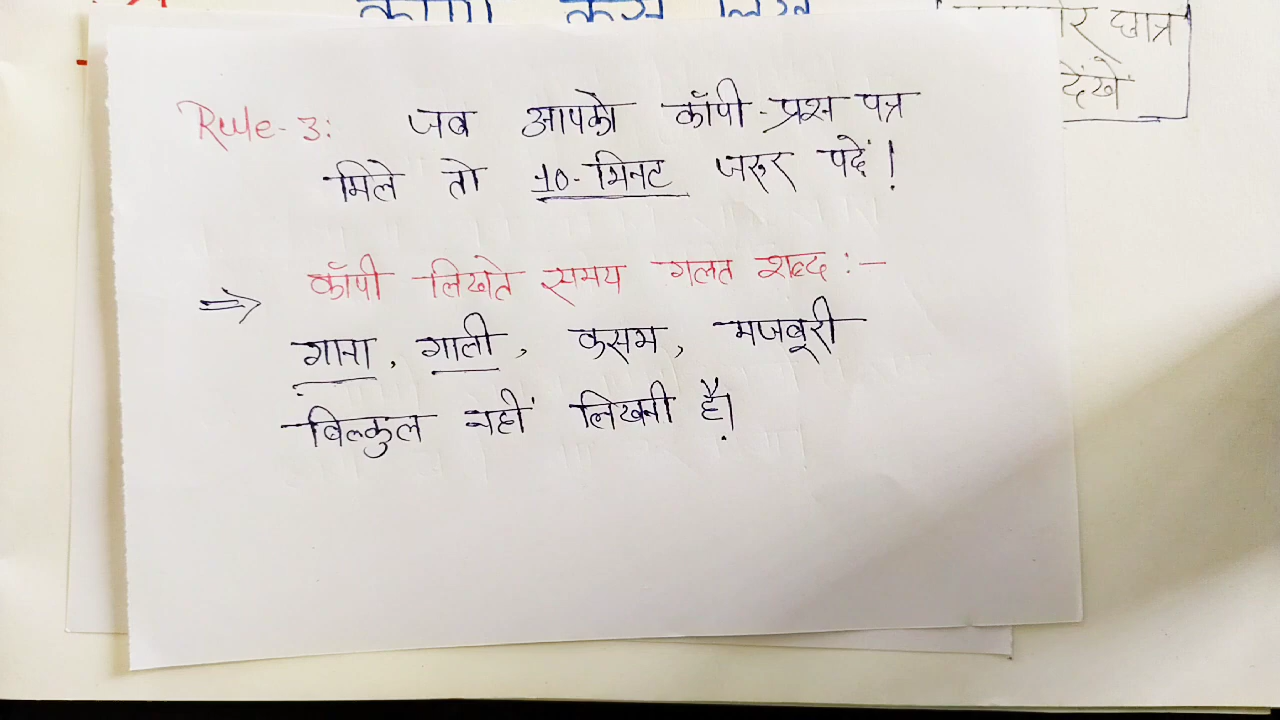 छात्र
देखें
Rule-3: जब आपको कॉपी-प्रश्न पत्र
मिले तो 10-मिनट जरूर पढें!
कॉपी लिखते समय गलत शब्द :-
⇒ गाना, गाली, कसम, मजबूरी
बिल्कुल नहीं लिखनी है।